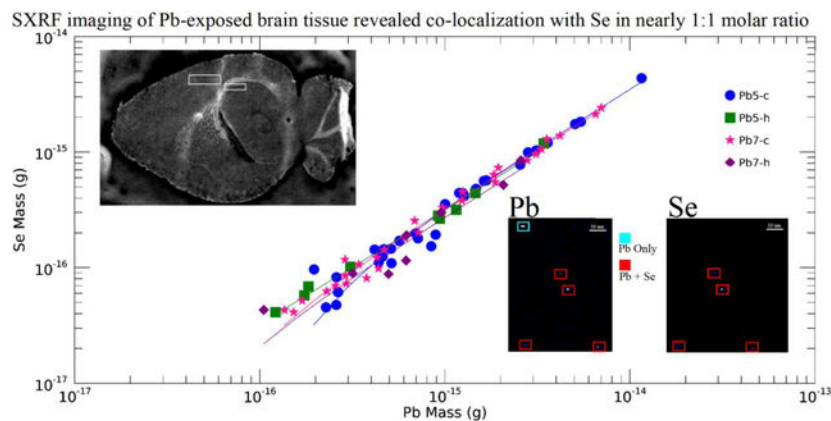 SXRF imaging of Pb-exposed brain tissue revealed co-localization with Se in nearly 1:1 molar ratio
10⁻¹⁴
10⁻¹⁵
10⁻¹⁶
10⁻¹⁷
Se Mass (g)
Pb5-c
Pb5-h
Pb7-c
Pb7-h
Pb
Se
Pb Only
Pb + Se
10⁻¹⁷
10⁻¹⁶
10⁻¹⁵
10⁻¹⁴
10⁻¹³
Pb Mass (g)